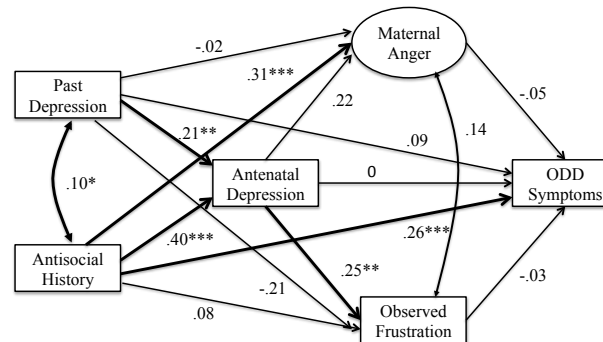 Maternal
Anger
-.02
.31***
-.05
Past
Depression
.22
.21**
.09
.14
Antenatal
Depression
0
ODD
Symptoms
.10*
.40***
.26***
Antisocial
History
.25**
-.21
.08
-.03
Observed
Frustration